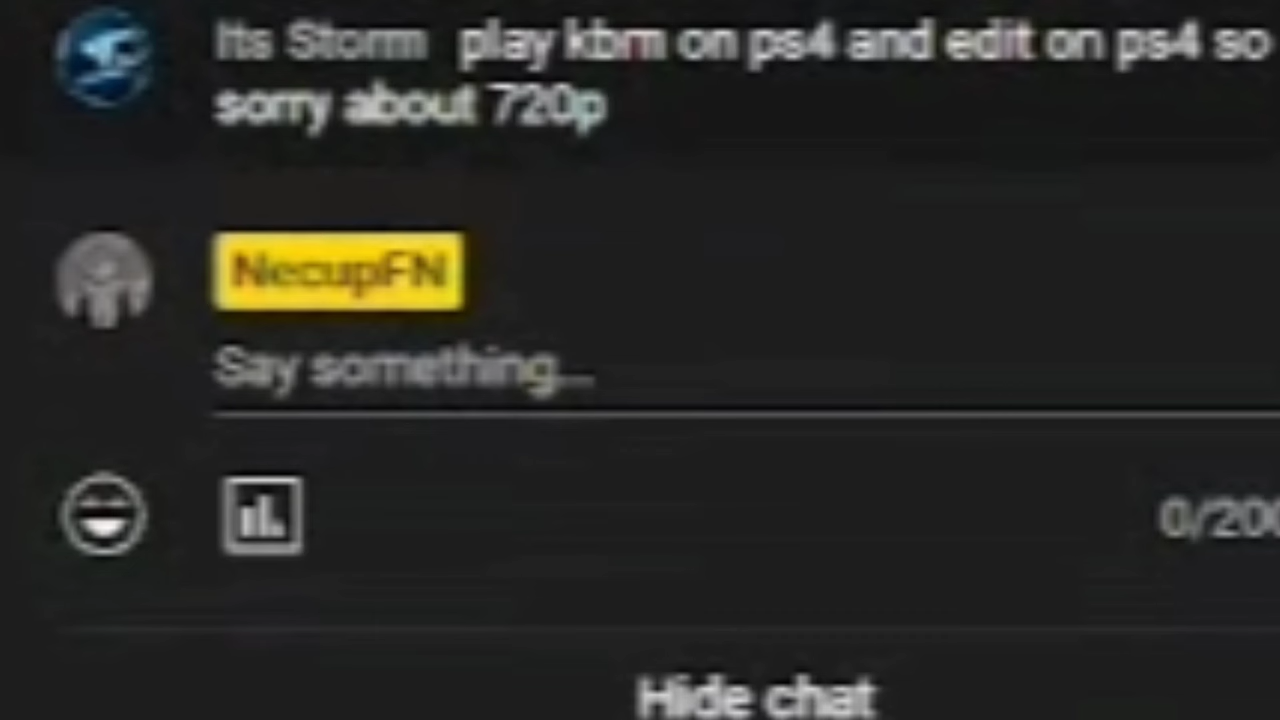 Its Storm play kbm on ps4 and edit on ps4 so
sorry about 720p
NecupFN
Say something...
0/200
Hide chat